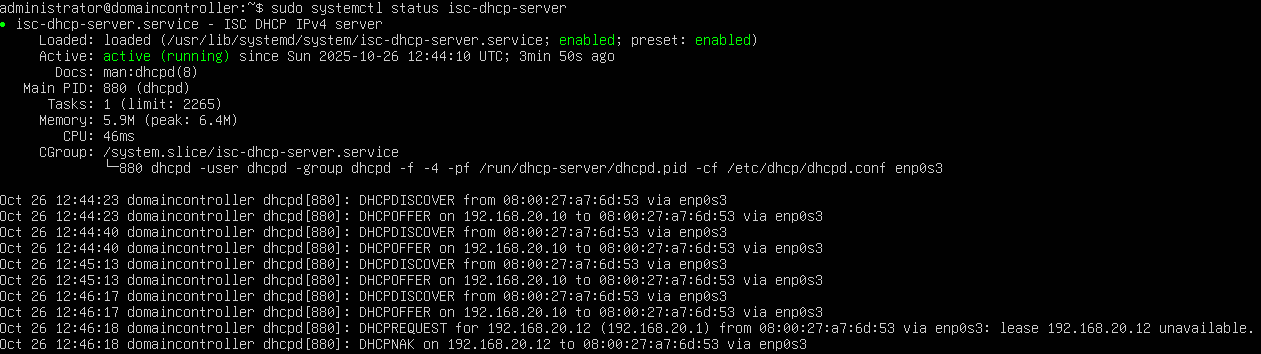 administrator@domaincontroller:~$ sudo systemctl status isc-dhcp-server
● isc-dhcp-server.service - ISC DHCP IPv4 server
Loaded: loaded (/usr/lib/systemd/system/isc-dhcp-server.service; enabled; preset: enabled)
Active: active (running) since Sun 2025-10-26 12:44:10 UTC; 3min 50s ago
Docs: man:dhcpd(8)
Main PID: 880 (dhcpd)
Tasks: 1 (limit: 2265)
Memory: 5.9M (peak: 6.4M)
CPU: 46ms
CGroup: /system.slice/isc-dhcp-server.service
└─880 dhcpd -user dhcpd -group dhcpd -f -4 -pf /run/dhcp-server/dhcpd.pid -cf /etc/dhcp/dhcpd.conf enp0s3
Oct 26 12:44:23 domaincontroller dhcpd[880]: DHCPDISCOVER from 08:00:27:a7:6d:53 via enp0s3
Oct 26 12:44:23 domaincontroller dhcpd[880]: DHCPOFFER on 192.168.20.10 to 08:00:27:a7:6d:53 via enp0s3
Oct 26 12:44:40 domaincontroller dhcpd[880]: DHCPDISCOVER from 08:00:27:a7:6d:53 via enp0s3
Oct 26 12:44:40 domaincontroller dhcpd[880]: DHCPOFFER on 192.168.20.10 to 08:00:27:a7:6d:53 via enp0s3
Oct 26 12:45:13 domaincontroller dhcpd[880]: DHCPDISCOVER from 08:00:27:a7:6d:53 via enp0s3
Oct 26 12:45:13 domaincontroller dhcpd[880]: DHCPOFFER on 192.168.20.10 to 08:00:27:a7:6d:53 via enp0s3
Oct 26 12:46:17 domaincontroller dhcpd[880]: DHCPDISCOVER from 08:00:27:a7:6d:53 via enp0s3
Oct 26 12:46:17 domaincontroller dhcpd[880]: DHCPOFFER on 192.168.20.10 to 08:00:27:a7:6d:53 via enp0s3
Oct 26 12:46:18 domaincontroller dhcpd[880]: DHCPREQUEST for 192.168.20.12 (192.168.20.1) from 08:00:27:a7:6d:53 via enp0s3: lease 192.168.20.12 unavailable.
Oct 26 12:46:18 domaincontroller dhcpd[880]: DHCPNAK on 192.168.20.12 to 08:00:27:a7:6d:53 via enp0s3